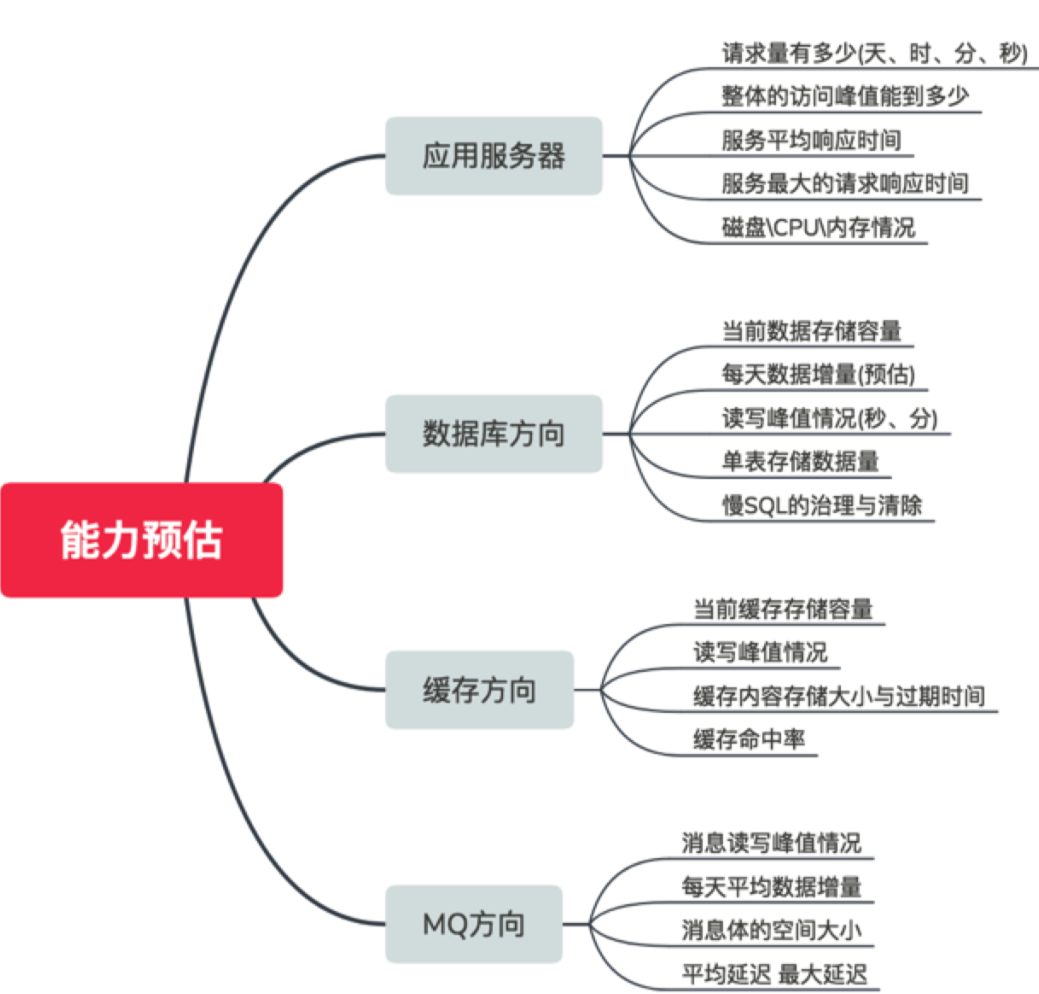 能力预估
应用服务器
请求量有多少(天、时、分、秒)
整体的访问峰值能到多少
服务平均响应时间
服务最大的请求响应时间
磁盘\CPU\内存情况
数据库方向
当前数据存储容量
每天数据增量(预估)
读写峰值情况(秒、分)
单表存储数据量
慢SQL的治理与清除
缓存方向
当前缓存存储容量
读写峰值情况
缓存内容存储大小与过期时间
缓存命中率
MQ方向
消息读写峰值情况
每天平均数据增量
消息体的空间大小
平均延迟 最大延迟